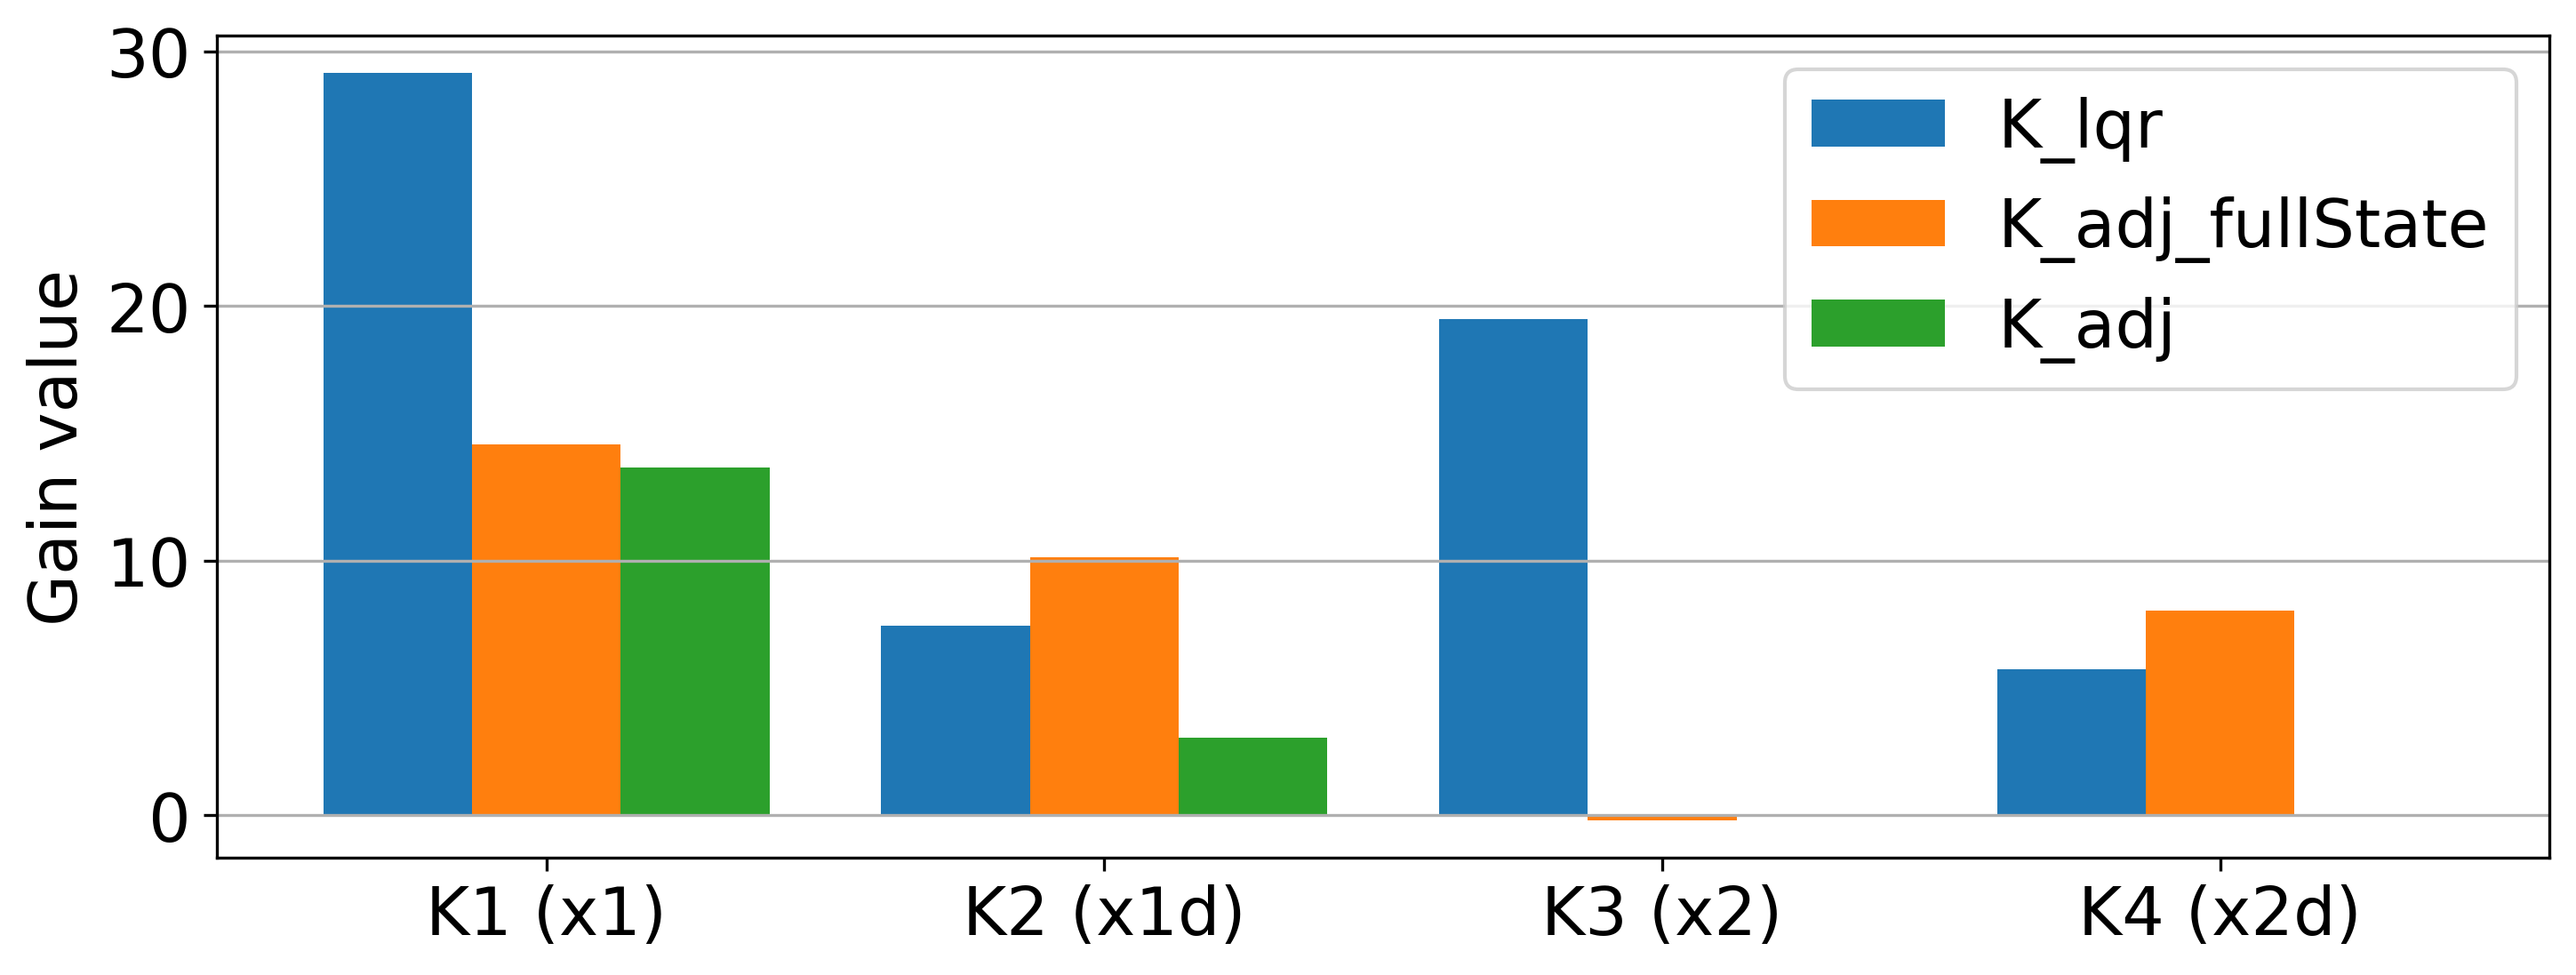 Gain value
30
20
10
0
K1 (x1)
K2 (x1d)
K3 (x2)
K4 (x2d)
K_lqr
K_adj_fullState
K_adj